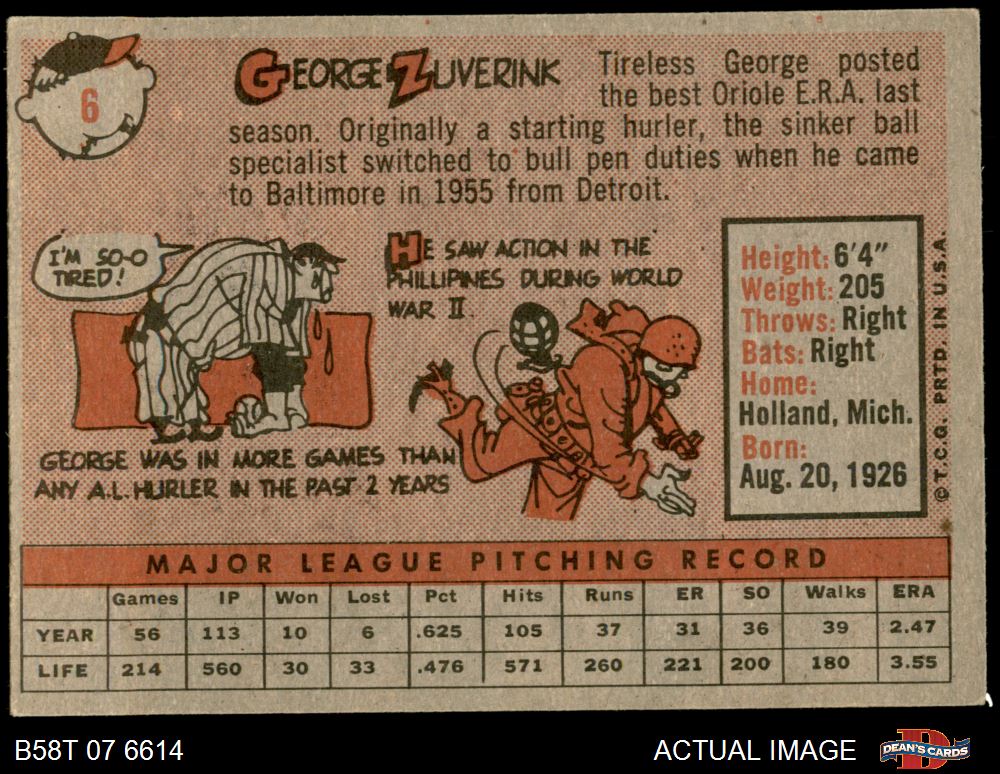 6
GEORGE ZUVERINK
Tireless George posted
the best Oriole E.R.A. last
season. Originally a starting hurler, the sinker ball
specialist switched to bull pen duties when he came
to Baltimore in 1955 from Detroit.
I'M SO-O
TIRED!
GEORGE WAS IN MORE GAMES THAN
ANY A.L. HURLER IN THE PAST 2 YEARS
HE SAW ACTION IN THE
PHILLIPINES DURING WORLD
WAR II.
Height: 6'4"
Weight: 205
Throws: Right
Bats: Right
Home:
Holland, Mich.
Born:
Aug. 20, 1926
© T.C.G. PRTD. IN U.S.A.
MAJOR LEAGUE PITCHING RECORD
Games IP Won Lost Pct Hits Runs ER SO Walks ERA
YEAR 56 113 10 6 .625 105 37 31 36 39 2.47
LIFE 214 560 30 33 .476 571 260 221 200 180 3.55
B58T 07 6614
ACTUAL IMAGE
DEAN'S CARDS